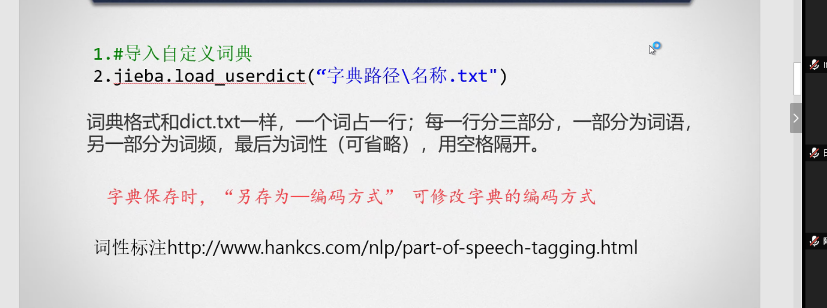 1.#导入自定义词典
2.jieba.load_userdict(“字典路径\名称.txt")
词典格式和dict.txt一样，一个词占一行；每一行分三部分，一部分为词语，
另一部分为词频，最后为词性（可省略），用空格隔开。
字典保存时，“另存为—编码方式” 可修改字典的编码方式
词性标注http://www.hankcs.com/nlp/part-of-speech-tagging.html